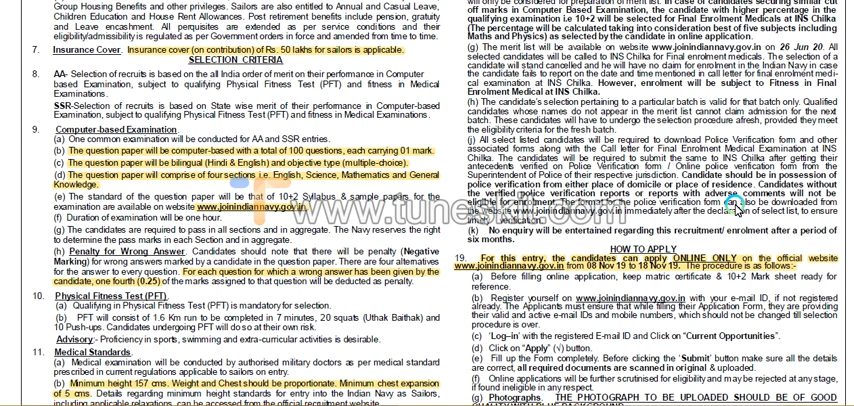 Group Housing Benefits and other privileges. Sailors are also entitled to Annual and Casual Leave,
Children Education and House Rent Allowances. Post retirement benefits include pension, gratuity
and Leave encashment. All perquisites are extended as per service conditions and their
eligibility/admissibility is regulated as per Government orders in force and amended from time to time.
7. Insurance Cover. Insurance cover (on contribution) of Rs. 50 lakhs for sailors is applicable.
SELECTION CRITERIA
8. AA- Selection of recruits is based on the all India order of merit on their performance in Computer
based Examination, subject to qualifying Physical Fitness Test (PFT) and fitness in Medical
Examinations.
SSR-Selection of recruits is based on State wise merit of their performance in Computer-based
Examination, subject to qualifying Physical Fitness Test (PFT) and fitness in Medical Examinations.
9. Computer-based Examination.
(a) One common examination will be conducted for AA and SSR entries.
(b) The question paper will be computer-based with a total of 100 questions, each carrying 01 mark.
(c) The question paper will be bilingual (Hindi & English) and objective type (multiple-choice).
(d) The question paper will comprise of four sections i.e. English, Science, Mathematics and General
Knowledge.
(e) The standard of the question paper will be that of 10+2 Syllabus & sample papers for the
examination are available on website www.joinindiannavy.gov.in
(f) Duration of examination will be one hour.
(g) The candidates are required to pass in all sections and in aggregate. The Navy reserves the right
to determine the pass marks in each Section and in aggregate.
(h) Penalty for Wrong Answer. Candidates should note that there will be penalty (Negative
Marking) for wrong answers marked by a candidate in the question paper. There are four alternatives
for the answer to every question. For each question for which a wrong answer has been given by the
candidate, one fourth (0.25) of the marks assigned to that question will be deducted as penalty.
10. Physical Fitness Test (PFT).
(a) Qualifying in Physical Fitness Test (PFT) is mandatory for selection.
(b) PFT will consist of 1.6 Km run to be completed in 7 minutes, 20 squats (Uthak Baithak) and
10 Push-ups. Candidates undergoing PFT will do so at their own risk.
Advisory:- Proficiency in sports, swimming and extra-curricular activities is desirable.
11. Medical Standards.
(a) Medical examination will be conducted by authorised military doctors as per medical standard
prescribed in current regulations applicable to sailors on entry.
(b) Minimum height 157 cms. Weight and Chest should be proportionate. Minimum chest expansion
of 5 cms. Details regarding minimum height standards for entry into the Indian Navy as Sailors,
including applicable relaxations, can be accessed from the official recruitment website.
will only be considered for preparation of merit list. In case of candidates securing similar cut
off marks in Computer Based Examination, the candidate with higher percentage in the
qualifying examination i.e 10+2 will be selected for Final Enrolment Medicals at INS Chilka
(The percentage will be calculated taking into consideration best of five subjects including
Maths and Physics) as selected by the candidate in online application.
(g) The merit list will be available on website www.joinindiannavy.gov.in on 26 Jun 20. All
selected candidates will be called to INS Chilka for Final enrolment medicals. The selection of a
candidate will stand cancelled and he will have no claim for enrolment in the Indian Navy in case
the candidate fails to report on the date and time mentioned in call letter for final enrolment medi-
cal examination at INS Chilka. However, enrolment will be subject to Fitness in Final
Enrolment Medical at INS Chilka.
(h) The candidate's selection pertaining to a particular batch is valid for that batch only. Qualified
candidates whose names do not appear in the merit list cannot claim admission for the next
batch. These candidates will have to undergo the selection procedure afresh, provided they meet
the eligibility criteria for the fresh batch.
(j) All select listed candidates will be required to download Police Verification form and other
associated forms along with the Call letter for Final Enrolment Medical Examination at INS
Chilka. The candidates will be required to submit the same to INS Chilka after getting their
antecedents verified on Police Verification form / Online police verification form from the
Superintendent of Police of their respective jurisdiction. Candidate should be in possession of
police verification from either place of domicile or place of residence. Candidates without
the verified police verification reports or reports with adverse comments will not be
eligible for enrolment. The format of the police verification form can also be downloaded from
the website www.joinindiannavy.gov.in immediately after the declaration of select list, to ensure
timely verification.
(k) No enquiry will be entertained regarding this recruitment/ enrolment after a period of
six months.
HOW TO APPLY
19. For this entry, the candidates can apply ONLINE ONLY on the official website
www.joinindiannavy.gov.in from 08 Nov 19 to 18 Nov 19. The procedure is as follows:-
(a) Before filling online application, keep matric certificate & 10+2 Mark sheet ready for
reference.
(b) Register yourself on www.joinindiannavy.gov.in with your e-mail ID, if not registered
already. The Applicants must ensure that while filling their Application Form, they are providing
their valid and active e-mail IDs and mobile numbers, which should not be changed till selection
procedure is over.
(c) 'Log–in' with the registered E-mail ID and Click on "Current Opportunities".
(d) Click on "Apply" (√) button.
(e) Fill up the Form completely. Before clicking the 'Submit' button make sure all the details
are correct, all required documents are scanned in original & uploaded.
(f) Online applications will be further scrutinised for eligibility and may be rejected at any stage,
if found ineligible in any respect.
(g) Photographs. THE PHOTOGRAPH TO BE UPLOADED SHOULD BE OF GOOD
QUALITY WITH BLUE BACKGROUND